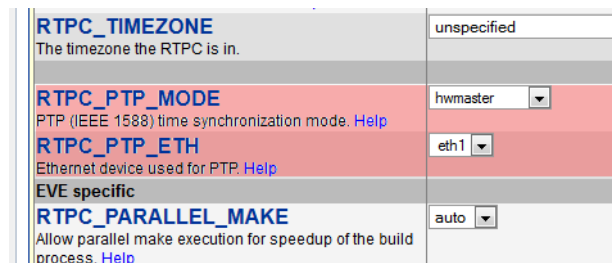 RTPC_TIMEZONE
unspecified
The timezone the RTPC is in.
RTPC_PTP_MODE
hwmaster
PTP (IEEE 1588) time synchronization mode. Help
RTPC_PTP_ETH
eth1
Ethernet device used for PTP. Help
EVE specific
RTPC_PARALLEL_MAKE
auto
Allow parallel make execution for speedup of the build
process. Help